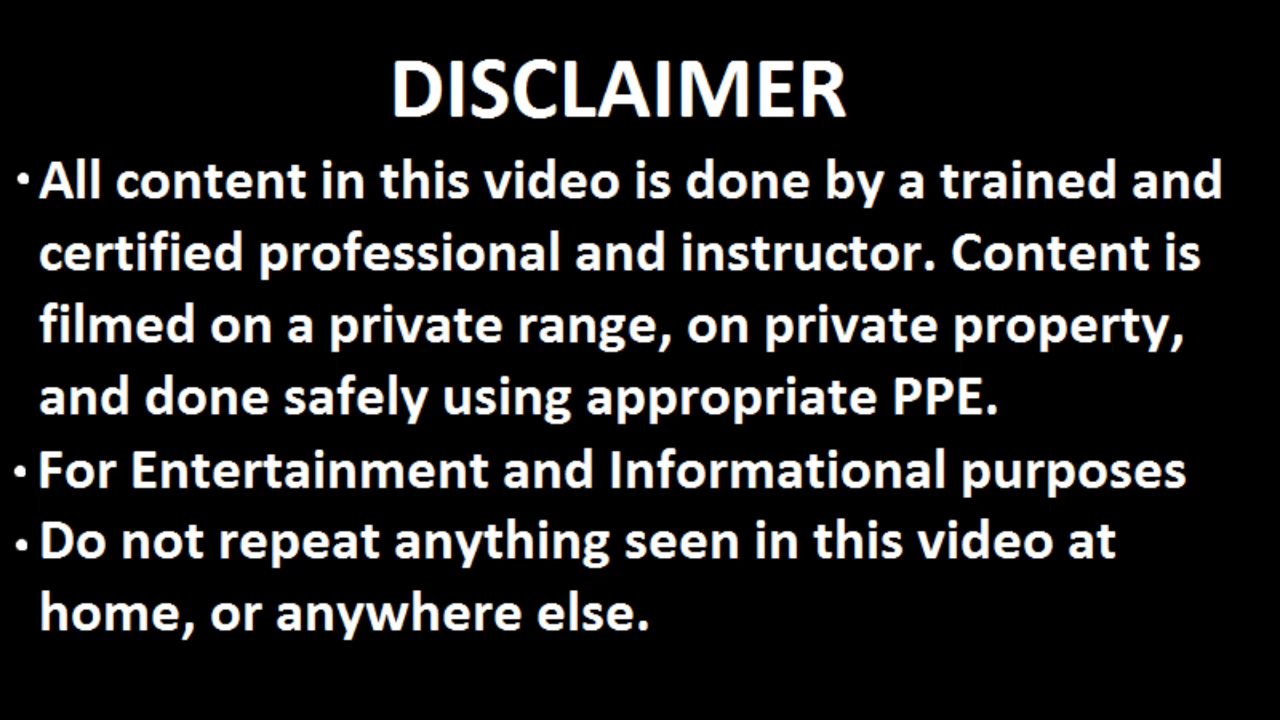 DISCLAIMER
• All content in this video is done by a trained and
certified professional and instructor. Content is
filmed on a private range, on private property,
and done safely using appropriate PPE.
• For Entertainment and Informational purposes
• Do not repeat anything seen in this video at
home, or anywhere else.